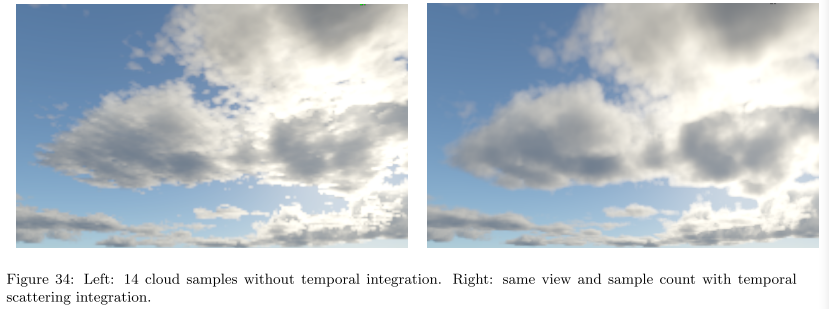 Figure 34: Left: 14 cloud samples without temporal integration. Right: same view and sample count with temporal
scattering integration.